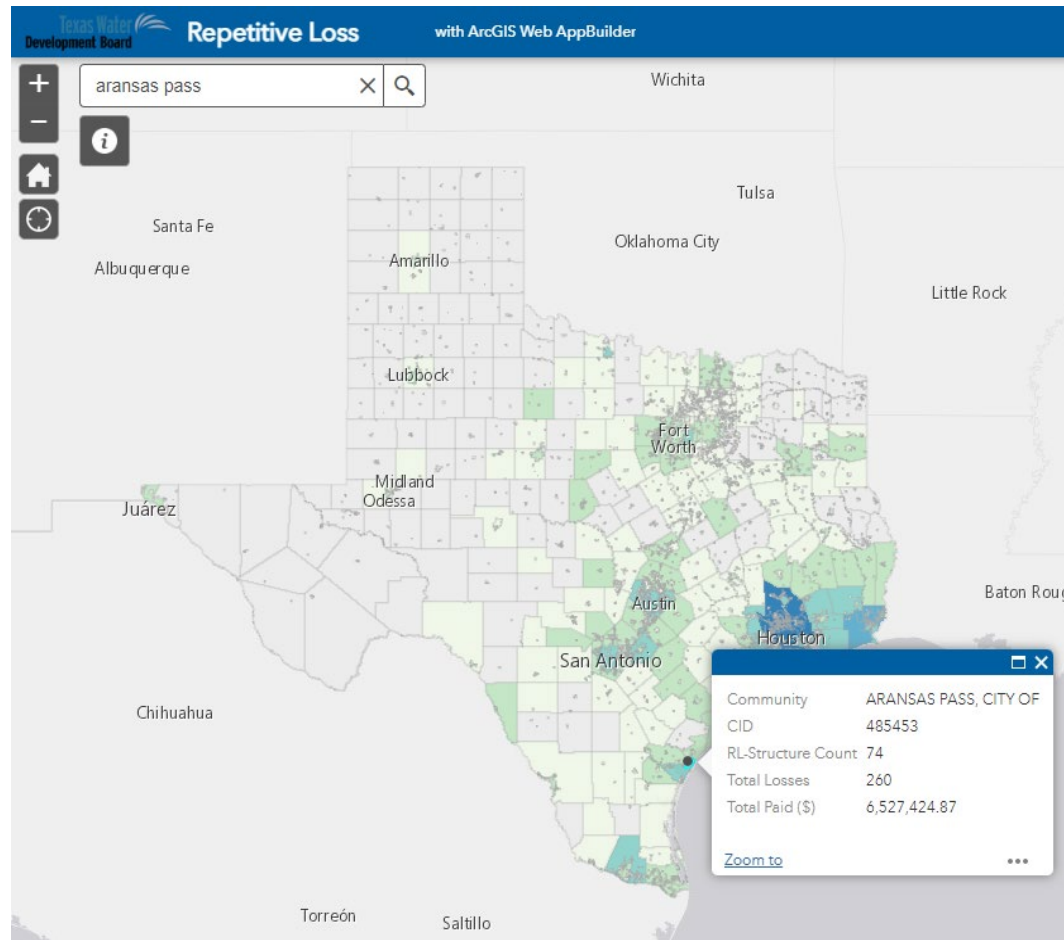 Texas Water
Development Board
Repetitive Loss
with ArcGIS Web AppBuilder
+
aransas pass
−
Wichita
Tulsa
Santa Fe
Oklahoma City
Amarillo
Albuquerque
Little Rock
Lubbock
Fort
Worth
Midland
Odessa
Juárez
Austin
Baton Roug
Houston
San Antonio
Chihuahua
Community ARANSAS PASS, CITY OF
CID 485453
RL-Structure Count 74
Total Losses 260
Total Paid ($) 6,527,424.87
Zoom to
Torreón
Saltillo